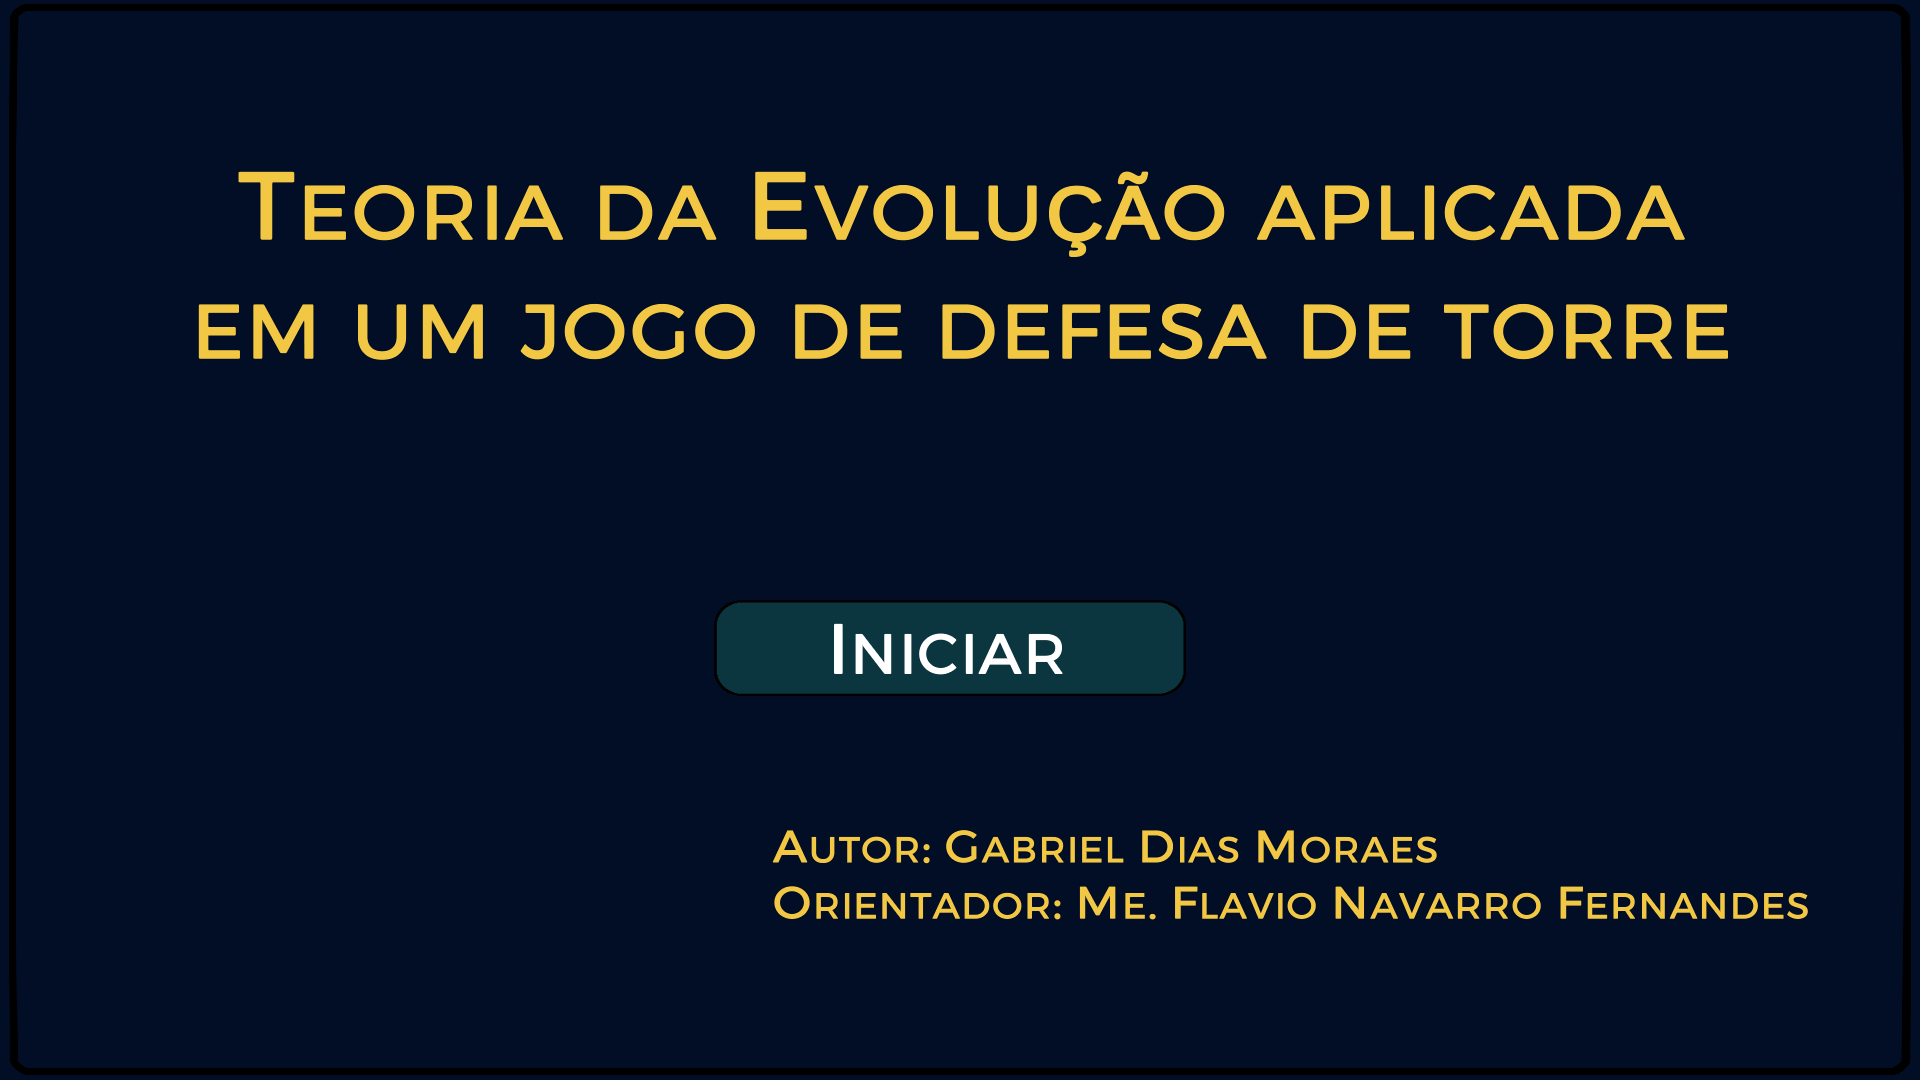 Teoria da Evolução aplicada
em um jogo de defesa de torre
Iniciar
Autor: Gabriel Dias Moraes
Orientador: Me. Flavio Navarro Fernandes